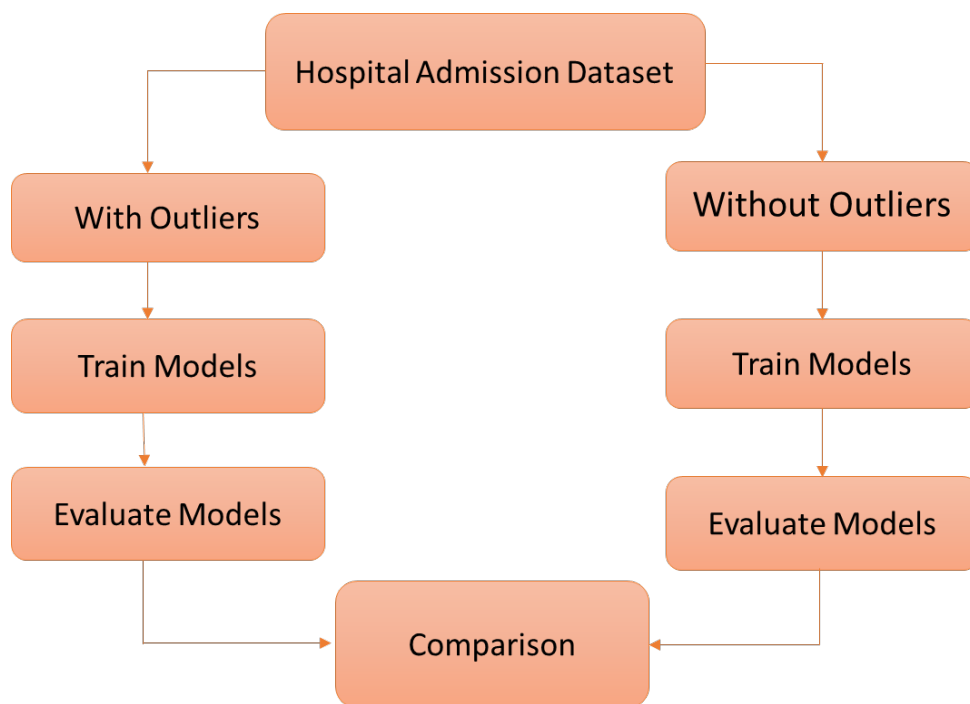 Hospital Admission Dataset
With Outliers
Without Outliers
Train Models
Train Models
Evaluate Models
Evaluate Models
Comparison